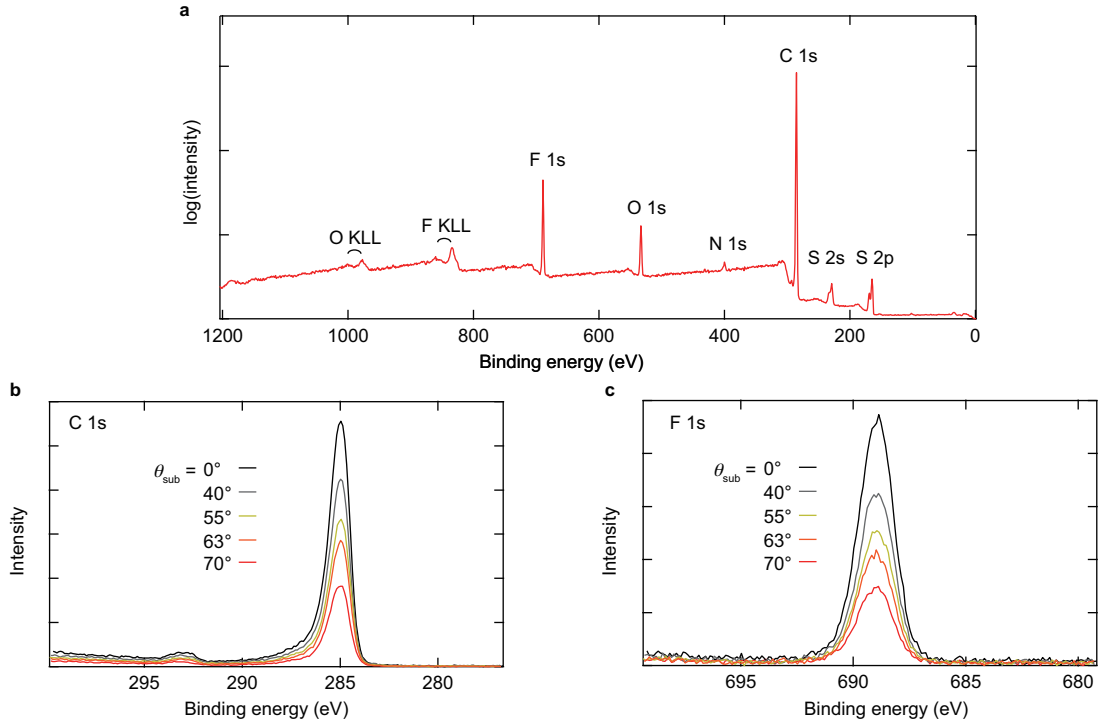 a
log(intensity)
C 1s
F 1s
O 1s
F KLL
O KLL
N 1s
S 2s
S 2p
1200
1000
800
600
400
200
0
Binding energy (eV)
b
C 1s
θsub = 0°
40°
55°
63°
70°
Intensity
295
290
285
280
Binding energy (eV)
c
F 1s
θsub = 0°
40°
55°
63°
70°
Intensity
695
690
685
680
Binding energy (eV)